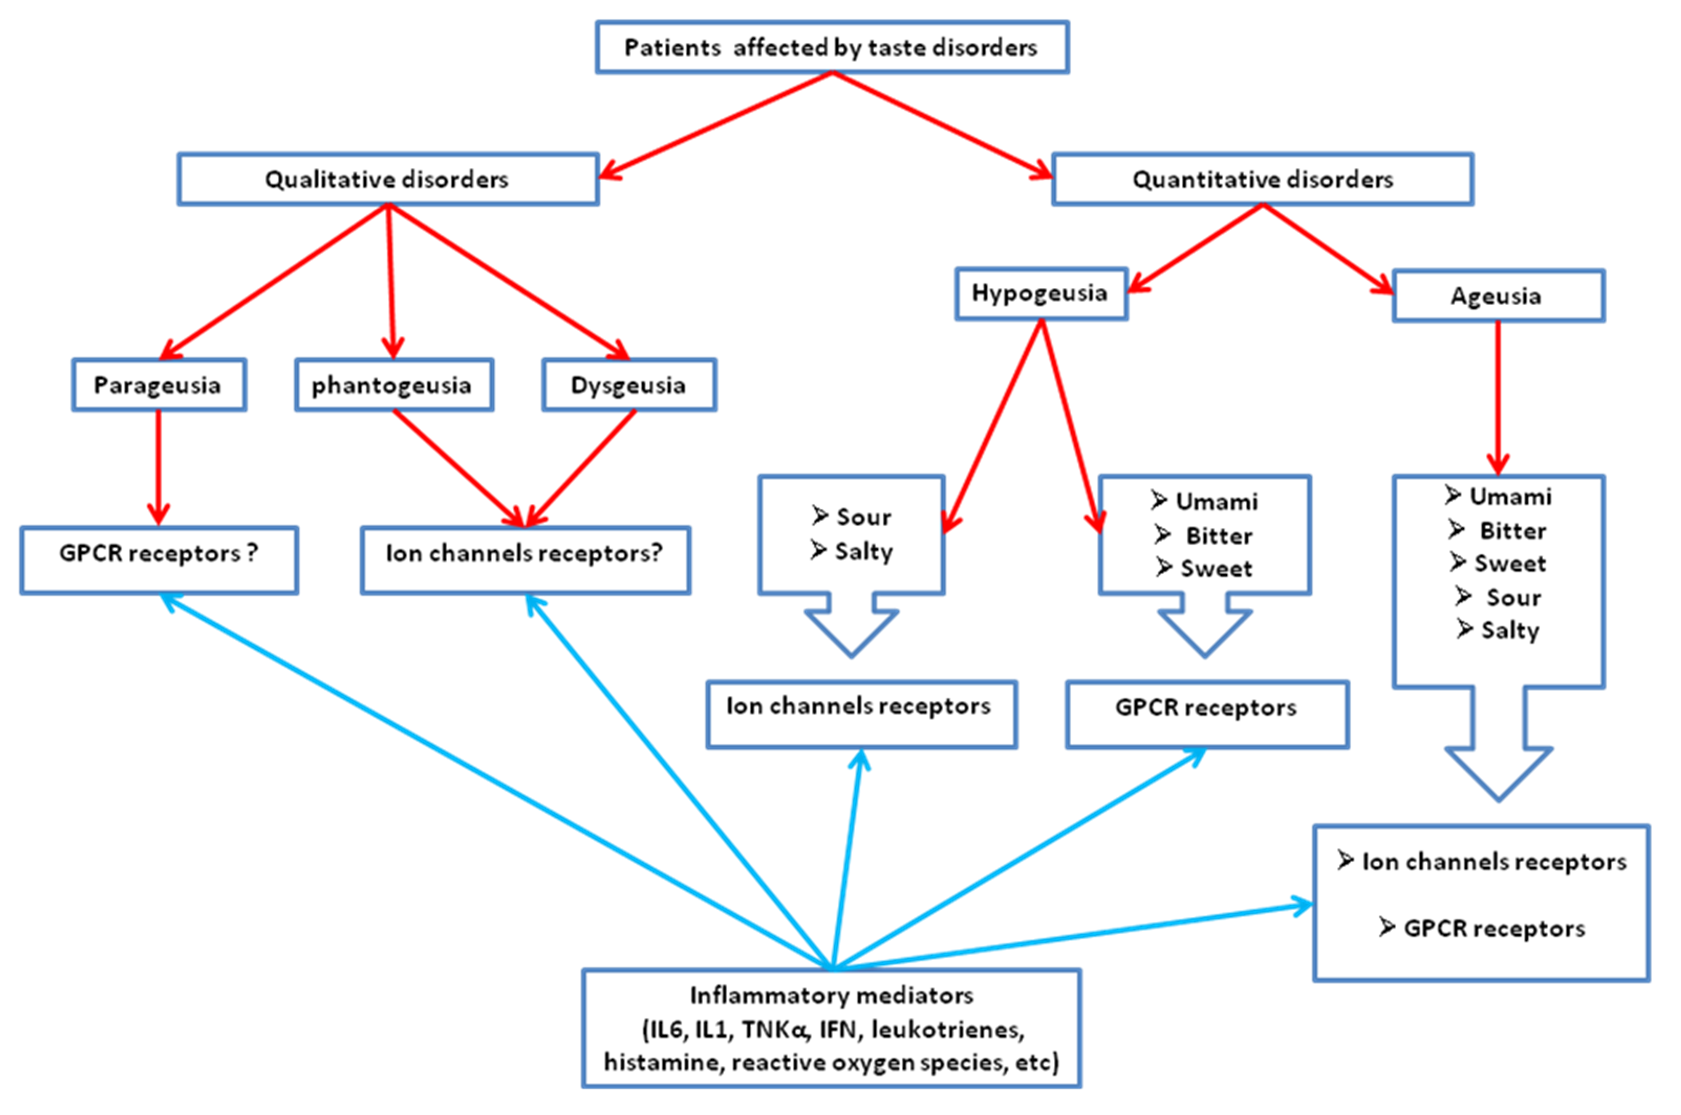 Patients affected by taste disorders
Qualitative disorders
Quantitative disorders
Hypogeusia
Ageusia
Parageusia
phantogeusia
Dysgeusia
GPCR receptors ?
Ion channels receptors?
➢ Sour
➢ Salty
➢ Umami
➢ Bitter
➢ Sweet
➢ Umami
➢ Bitter
➢ Sweet
➢ Sour
➢ Salty
Ion channels receptors
GPCR receptors
➢ Ion channels receptors
➢ GPCR receptors
Inflammatory mediators
(IL6, IL1, TNKα, IFN, leukotrienes,
histamine, reactive oxygen species, etc)